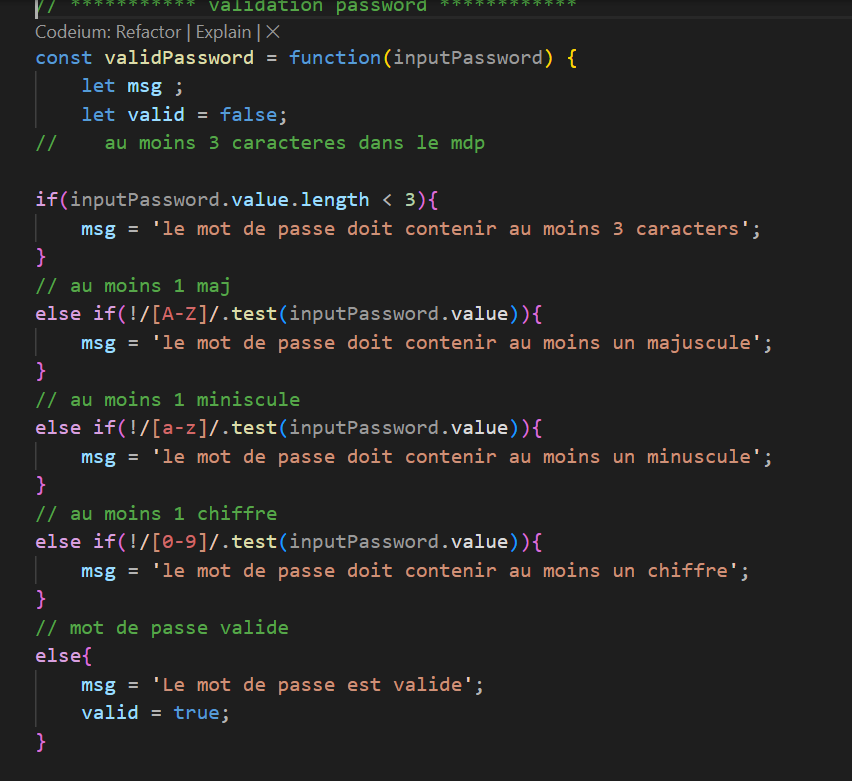 // *********** validation password ************
Codeium: Refactor | Explain | ×
const validPassword = function(inputPassword) {
    let msg ;
    let valid = false;
//    au moins 3 caracteres dans le mdp
if(inputPassword.value.length < 3){
    msg = 'le mot de passe doit contenir au moins 3 caracters';
}
// au moins 1 maj
else if(!/[A-Z]/.test(inputPassword.value)){
    msg = 'le mot de passe doit contenir au moins un majuscule';
}
// au moins 1 miniscule
else if(!/[a-z]/.test(inputPassword.value)){
    msg = 'le mot de passe doit contenir au moins un minuscule';
}
// au moins 1 chiffre
else if(!/[0-9]/.test(inputPassword.value)){
    msg = 'le mot de passe doit contenir au moins un chiffre';
}
// mot de passe valide
else{
    msg = 'Le mot de passe est valide';
    valid = true;
}